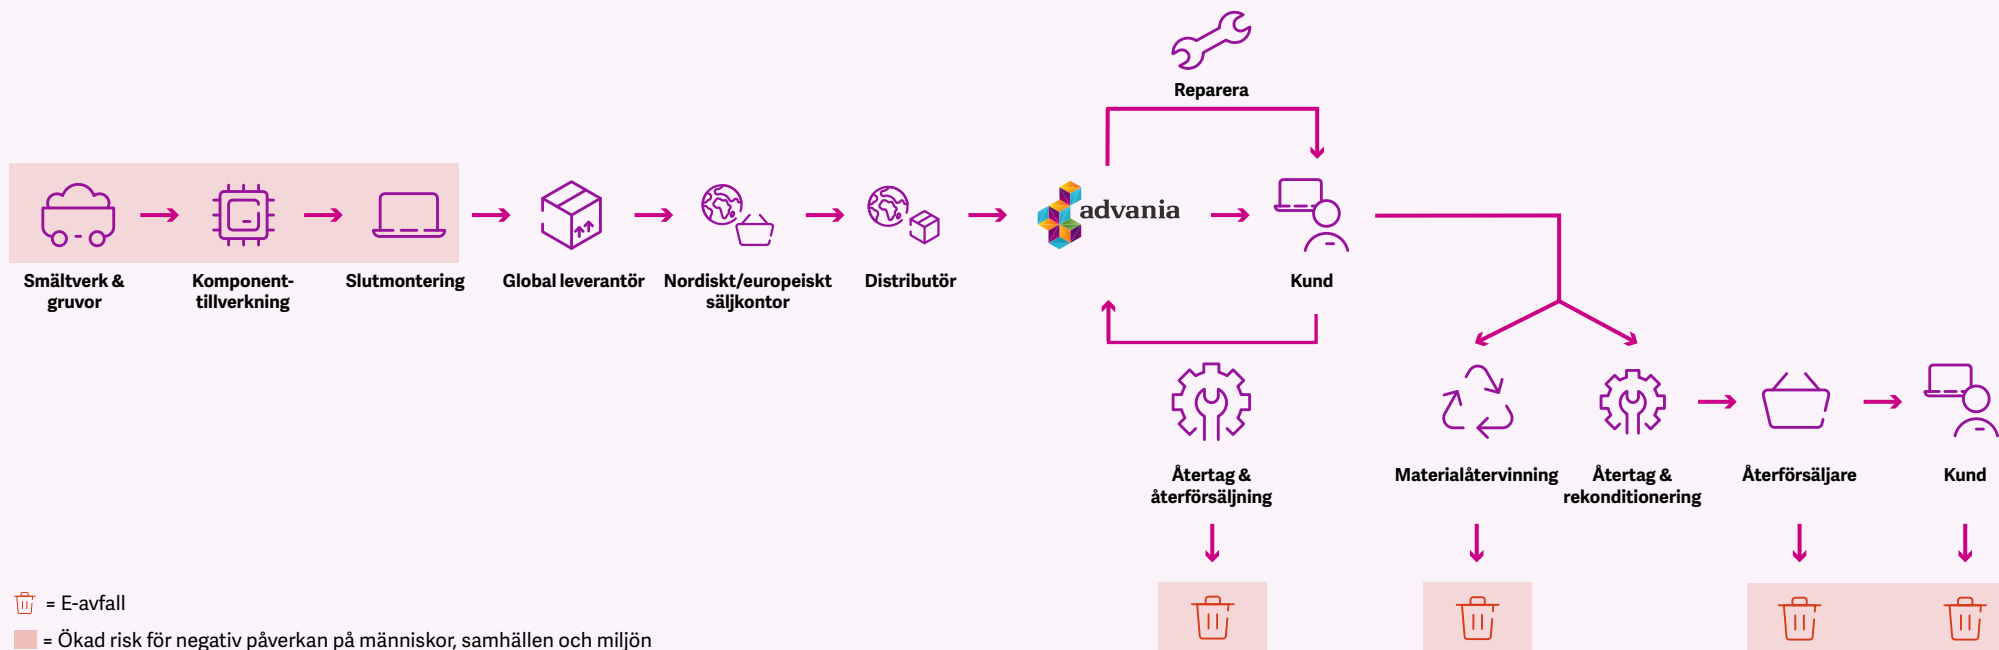 Reparera
advania
Smältverk &
gruvor
Komponent-
tillverkning
Slutmontering
Global leverantör
Nordiskt/europeiskt
säljkontor
Distributör
Kund
Återtag &
återförsäljning
Materialåtervinning
Återtag &
rekonditionering
Återförsäljare
Kund
= E-avfall
= Ökad risk för negativ påverkan på människor, samhällen och miljön